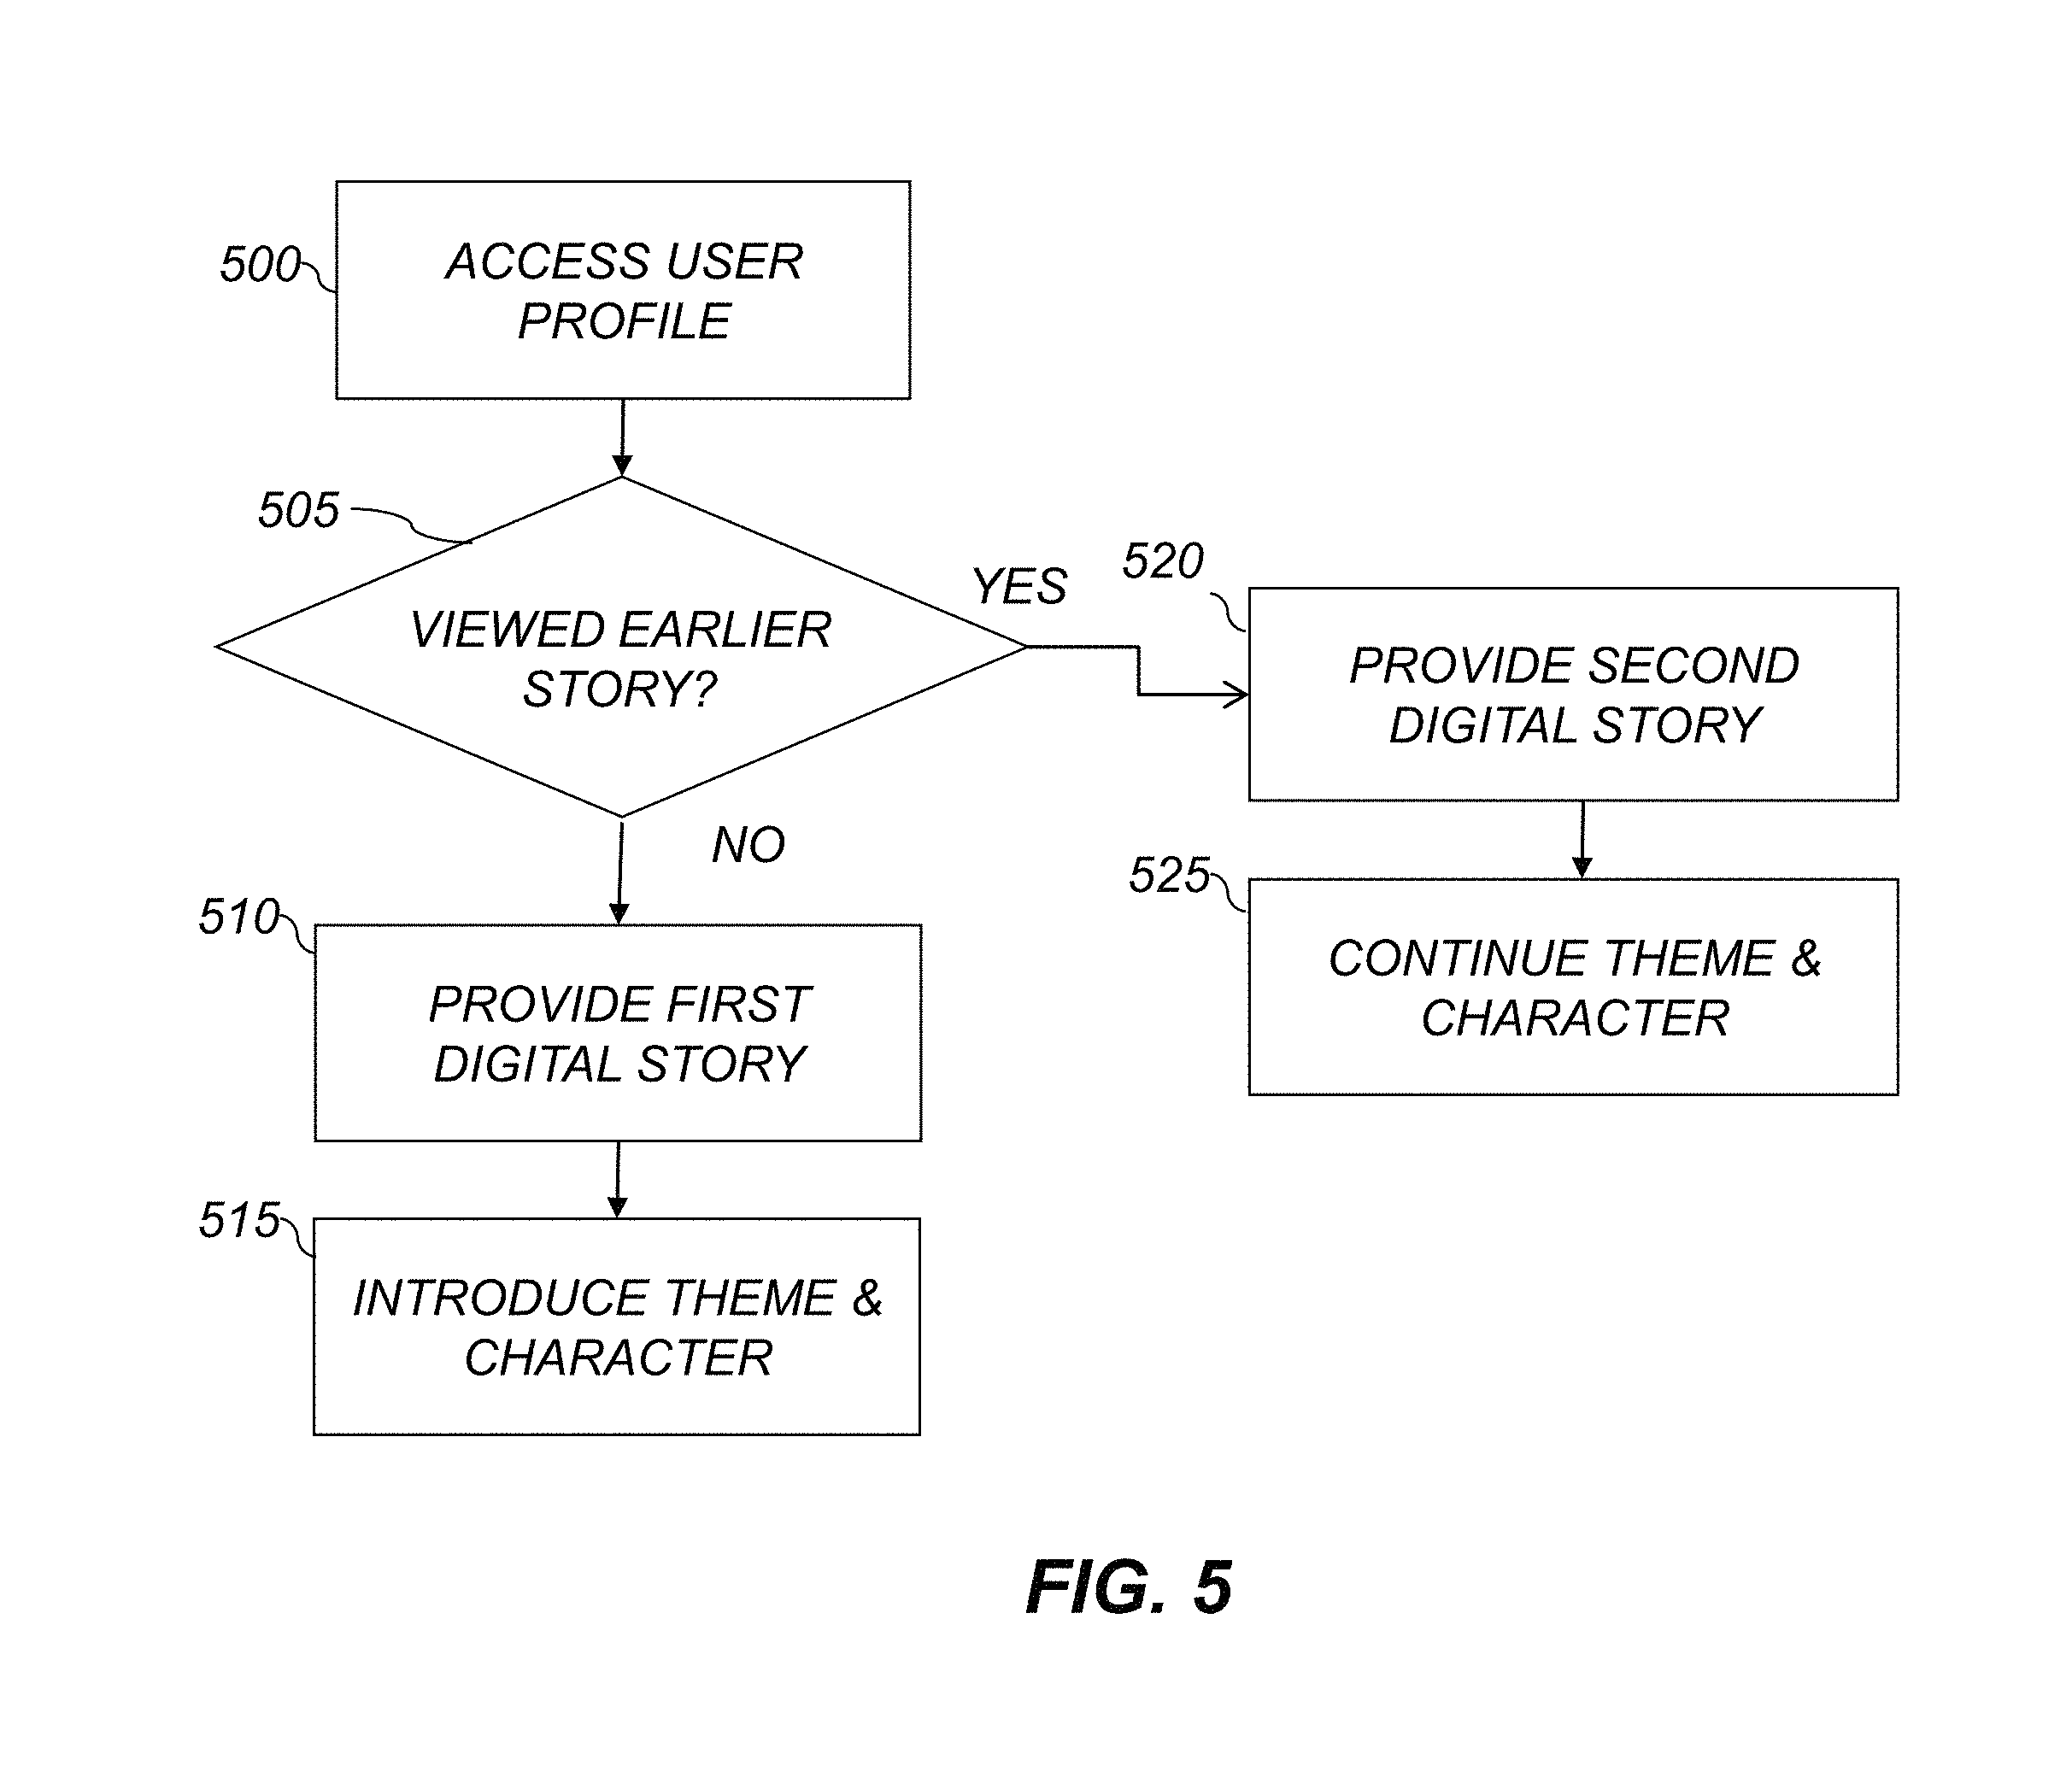 500
ACCESS USER
PROFILE
505
VIEWED EARLIER
STORY?
YES
NO
520
PROVIDE SECOND
DIGITAL STORY
525
CONTINUE THEME &
CHARACTER
510
PROVIDE FIRST
DIGITAL STORY
515
INTRODUCE THEME &
CHARACTER
FIG. 5